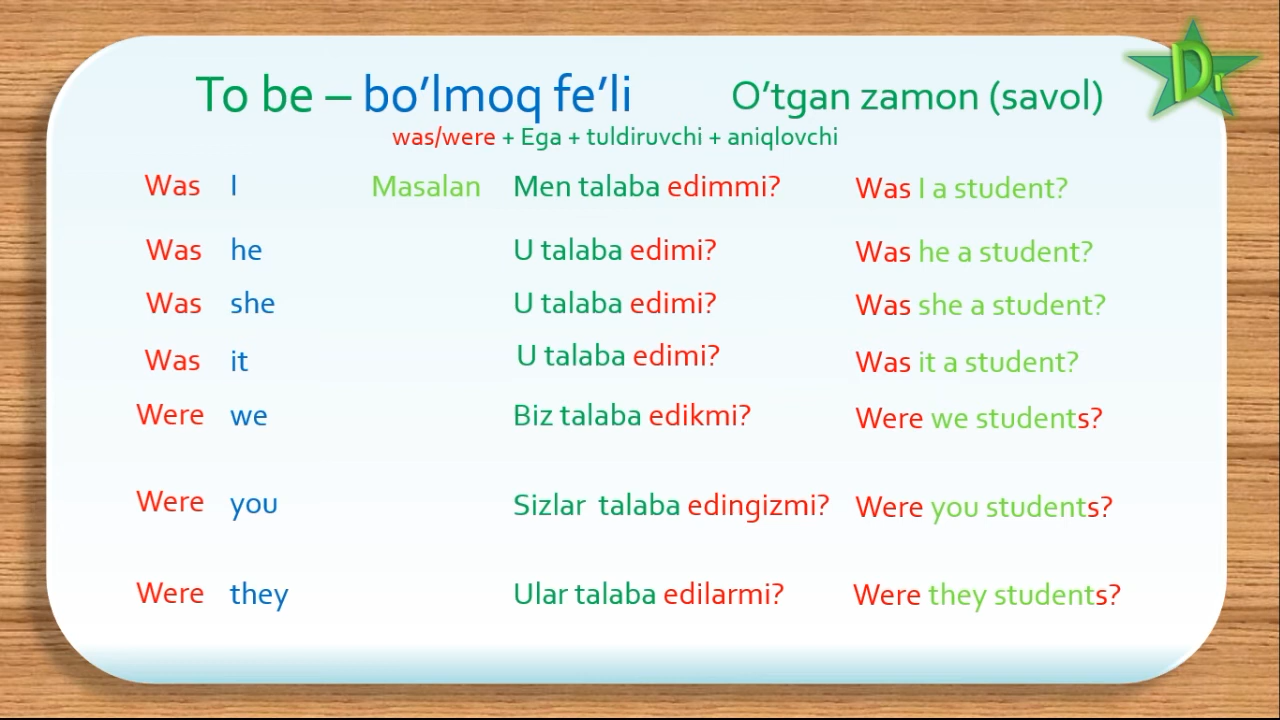 To be – bo’lmoq fe’li O’tgan zamon (savol)
Dr
was/were + Ega + tuldiruvchi + aniqlovchi
Was I Masalan Men talaba edimmi? Was I a student?
Was he U talaba edimi? Was he a student?
Was she U talaba edimi? Was she a student?
Was it U talaba edimi? Was it a student?
Were we Biz talaba edikmi? Were we students?
Were you Sizlar talaba edingizmi? Were you students?
Were they Ular talaba edilarmi? Were they students?